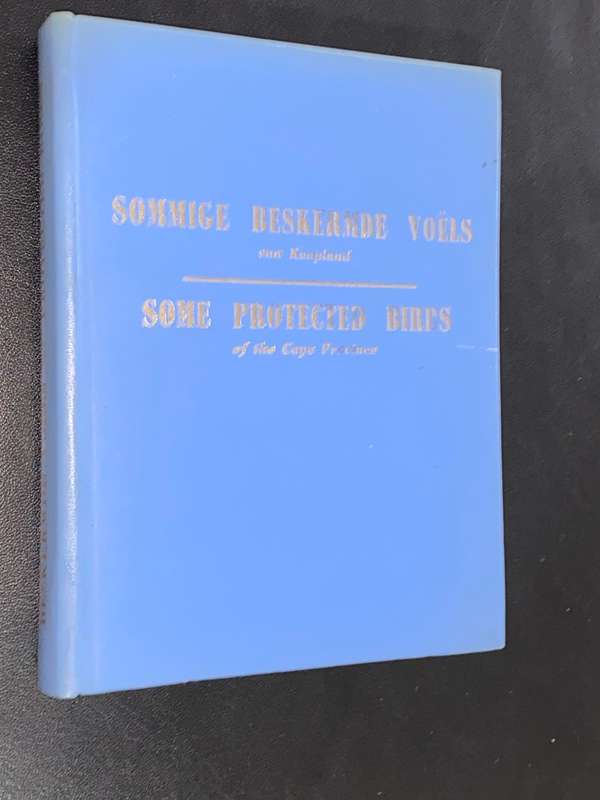 SOMMIGE BESKERMDE VOËLS
van Kaapland
SOME PROTECTED BIRDS
of the Cape Province